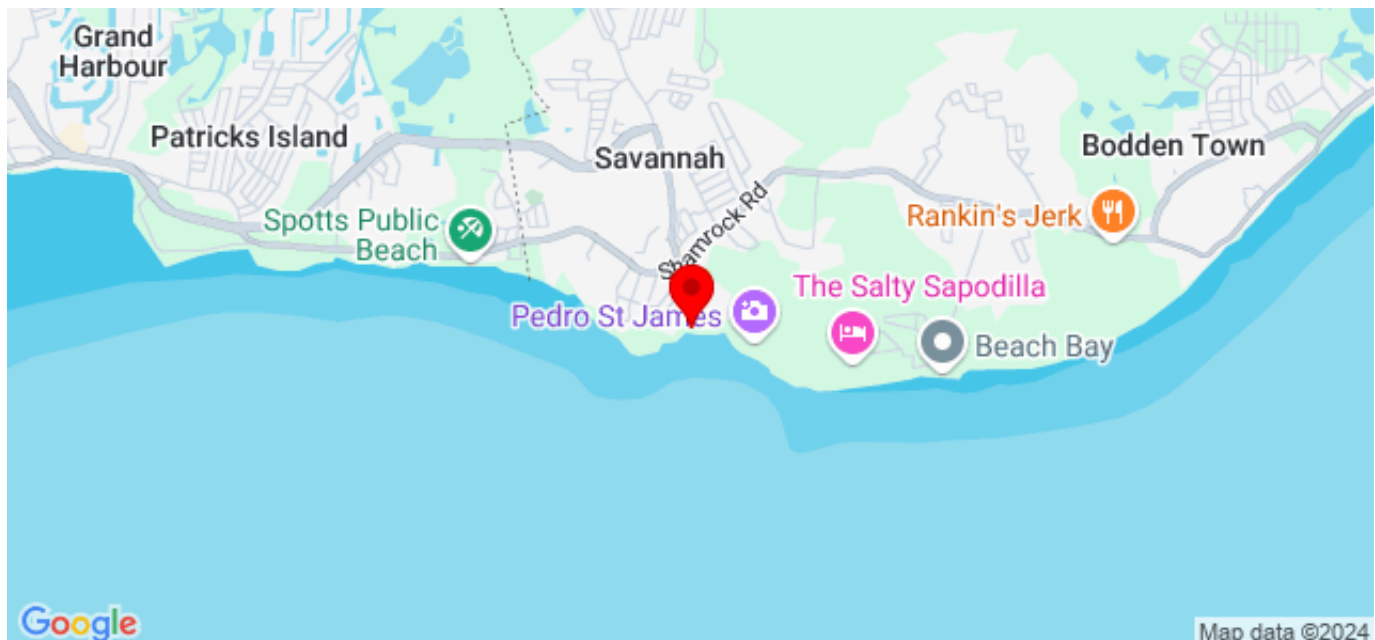 Grand
Harbour
Patricks Island
Savannah
Bodden Town
Shamrock Rd
Spotts Public
Beach
Rankin's Jerk
The Salty Sapodilla
Pedro St James
Beach Bay
Google
Map data ©2024